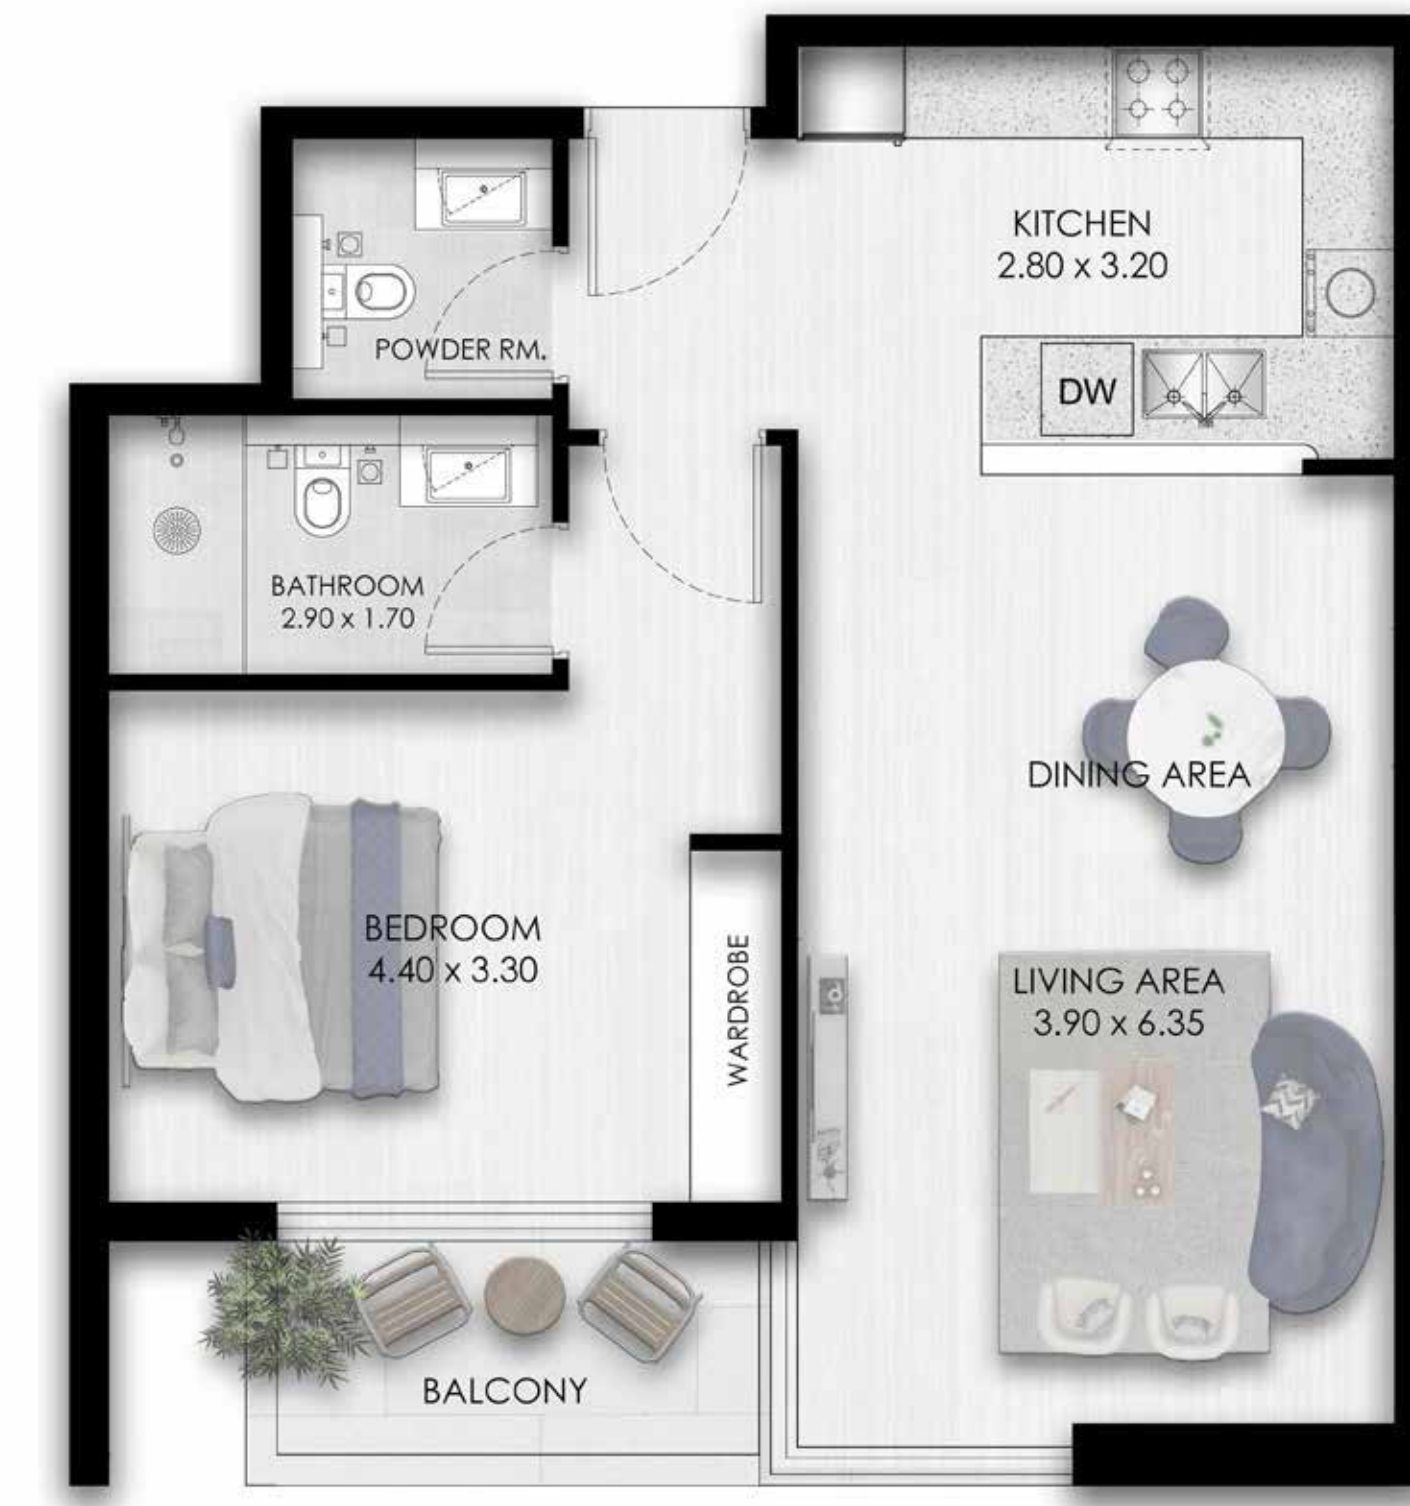 KITCHEN
2.80 x 3.20
POWDER RM.
DW
BATHROOM
2.90 x 1.70
DINING AREA
BEDROOM
4.40 x 3.30
WARDROBE
LIVING AREA
3.90 x 6.35
BALCONY